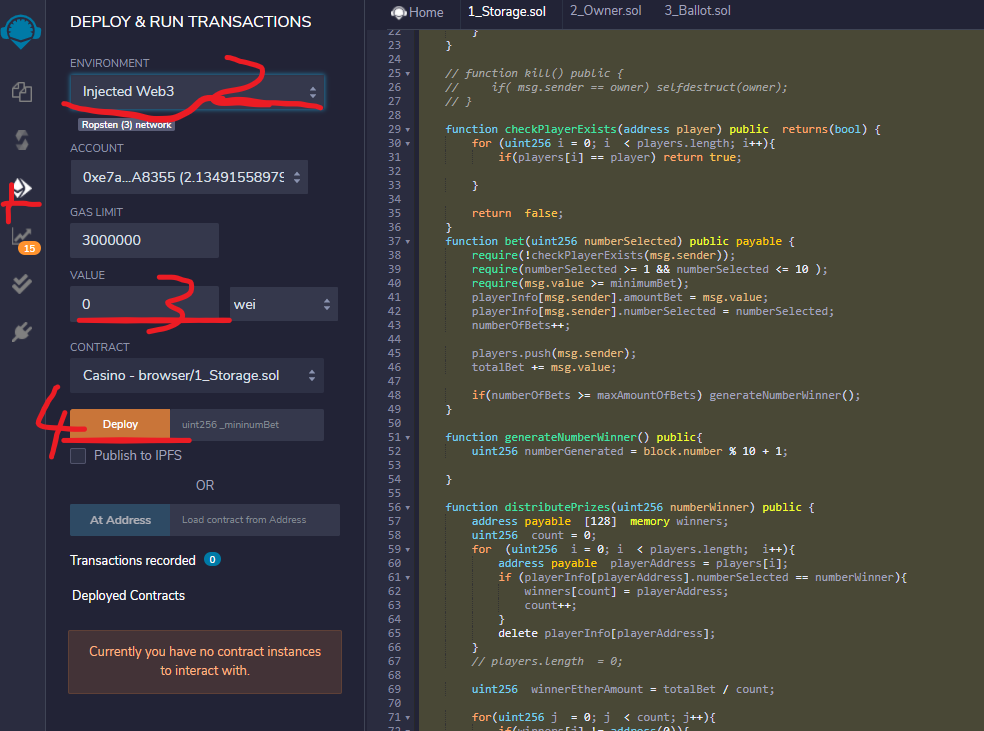 DEPLOY & RUN TRANSACTIONS
ENVIRONMENT
Injected Web3
2
Ropsten (3) network
ACCOUNT
0xe7a...A8355 (2.13491558979
GAS LIMIT
3000000
15
VALUE
0
3
wei
CONTRACT
Casino - browser/1_Storage.sol
4
Deploy
uint256 _mininumBet
Publish to IPFS
OR
At Address
Load contract from Address
Transactions recorded 0
Deployed Contracts
Currently you have no contract instances
to interact with.
Home
1_Storage.sol
2_Owner.sol
3_Ballot.sol
22 }
23 }
24
25 // function kill() public {
26 // if( msg.sender == owner) selfdestruct(owner);
27 // }
28
29 function checkPlayerExists(address player) public returns(bool) {
30 for (uint256 i = 0; i < players.length; i++){
31 if(players[i] == player) return true;
32
33 }
34
35 return false;
36 }
37 function bet(uint256 numberSelected) public payable {
38 require(!checkPlayerExists(msg.sender));
39 require(numberSelected >= 1 && numberSelected <= 10 );
40 require(msg.value >= minimumBet);
41 playerInfo[msg.sender].amountBet = msg.value;
42 playerInfo[msg.sender].numberSelected = numberSelected;
43 numberOfBets++;
44
45 players.push(msg.sender);
46 totalBet += msg.value;
47
48 if(numberOfBets >= maxAmountOfBets) generateNumberWinner();
49 }
50
51 function generateNumberWinner() public{
52 uint256 numberGenerated = block.number % 10 + 1;
53
54 }
55
56 function distributePrizes(uint256 numberWinner) public {
57 address payable [128] memory winners;
58 uint256 count = 0;
59 for (uint256 i = 0; i < players.length; i++){
60 address payable playerAddress = players[i];
61 if (playerInfo[playerAddress].numberSelected == numberWinner){
62 winners[count] = playerAddress;
63 count++;
64 }
65 delete playerInfo[playerAddress];
66 }
67 // players.length = 0;
68
69 uint256 winnerEtherAmount = totalBet / count;
70
71 for(uint256 j = 0; j < count; j++){
72 if(winners[j] != address(0)){